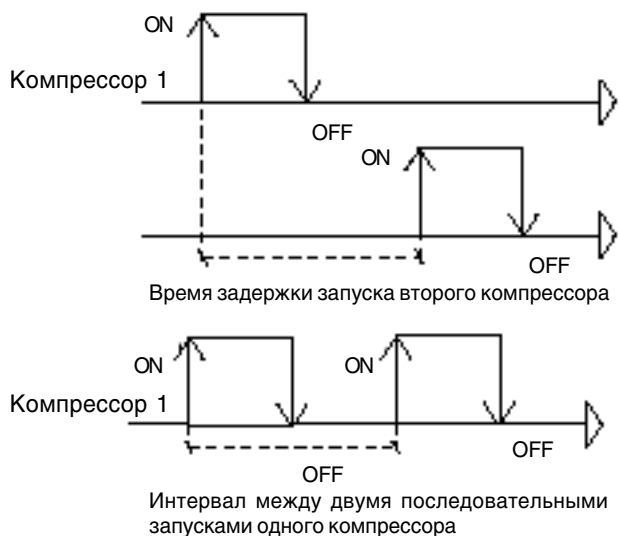 ON
Компрессор 1
OFF
ON
OFF
Время задержки запуска второго компрессора
ON
ON
Компрессор 1
OFF
OFF
Интервал между двумя последовательными
запусками одного компрессора